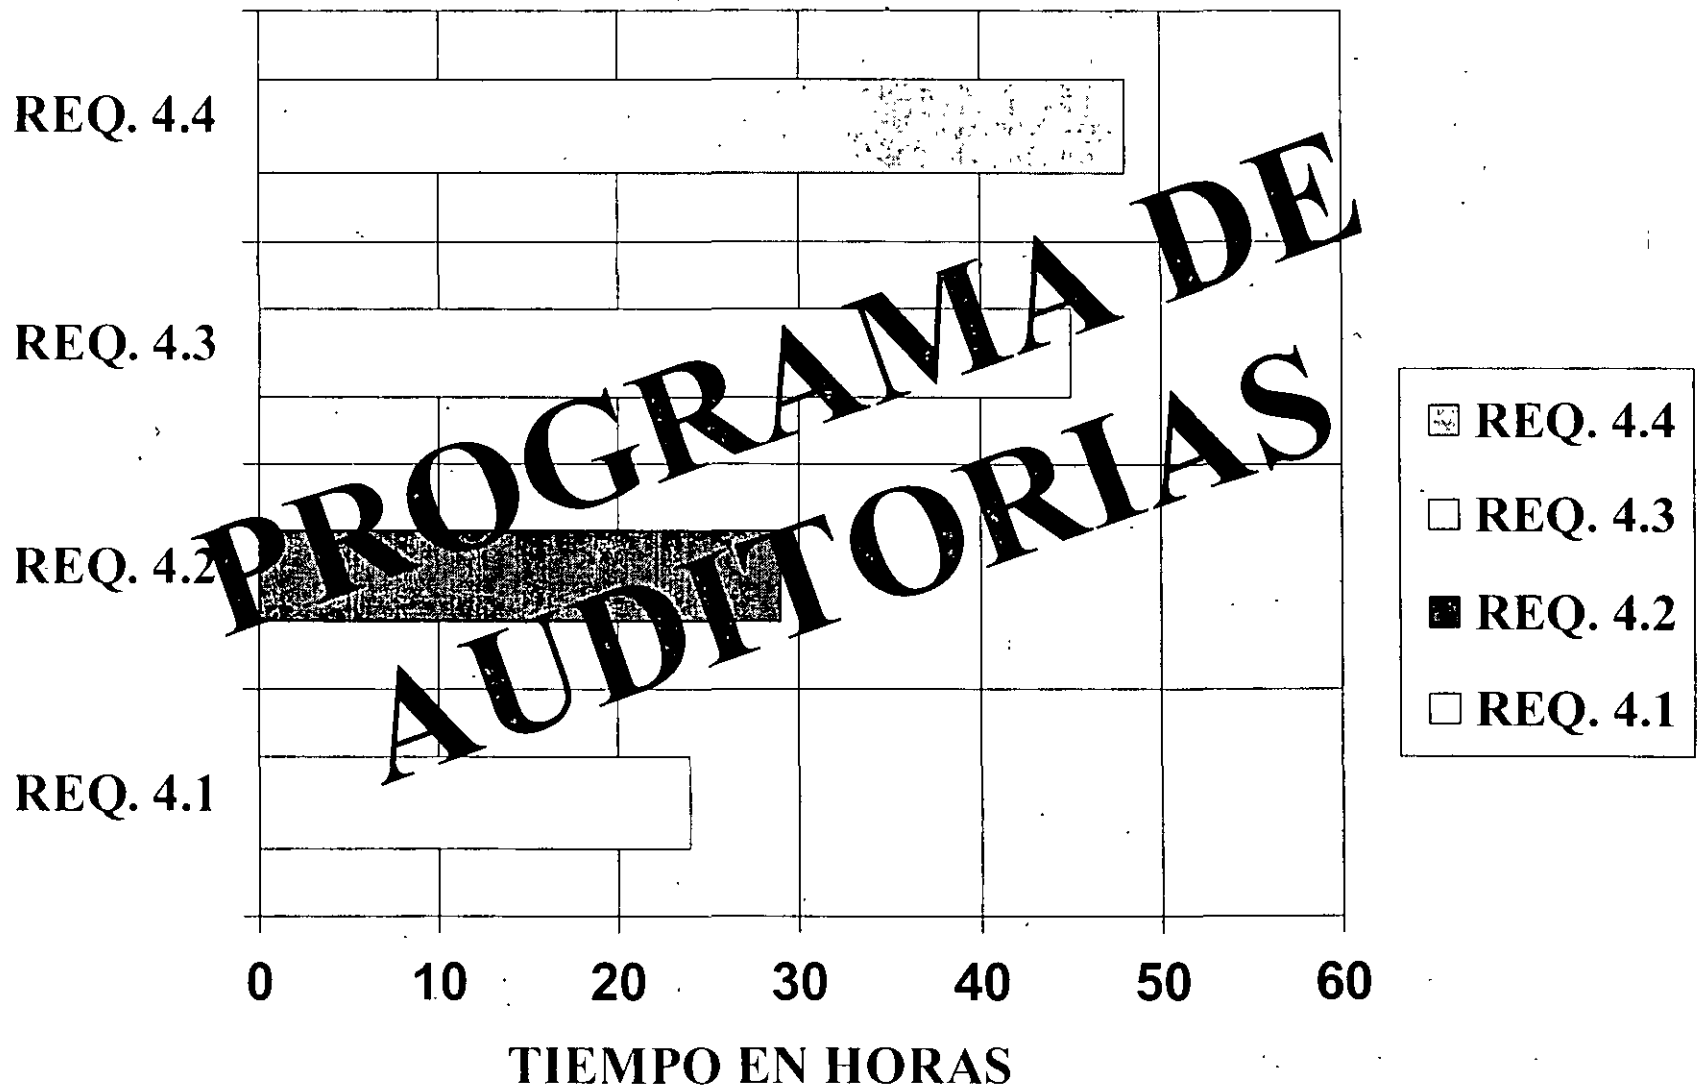 REQ. 4.4
REQ. 4.3
REQ. 4.2
REQ. 4.1
PROGRAMA DE
AUDITORIAS
REQ. 4.4
REQ. 4.3
REQ. 4.2
REQ. 4.1
0 10 20 30 40 50 60
TIEMPO EN HORAS